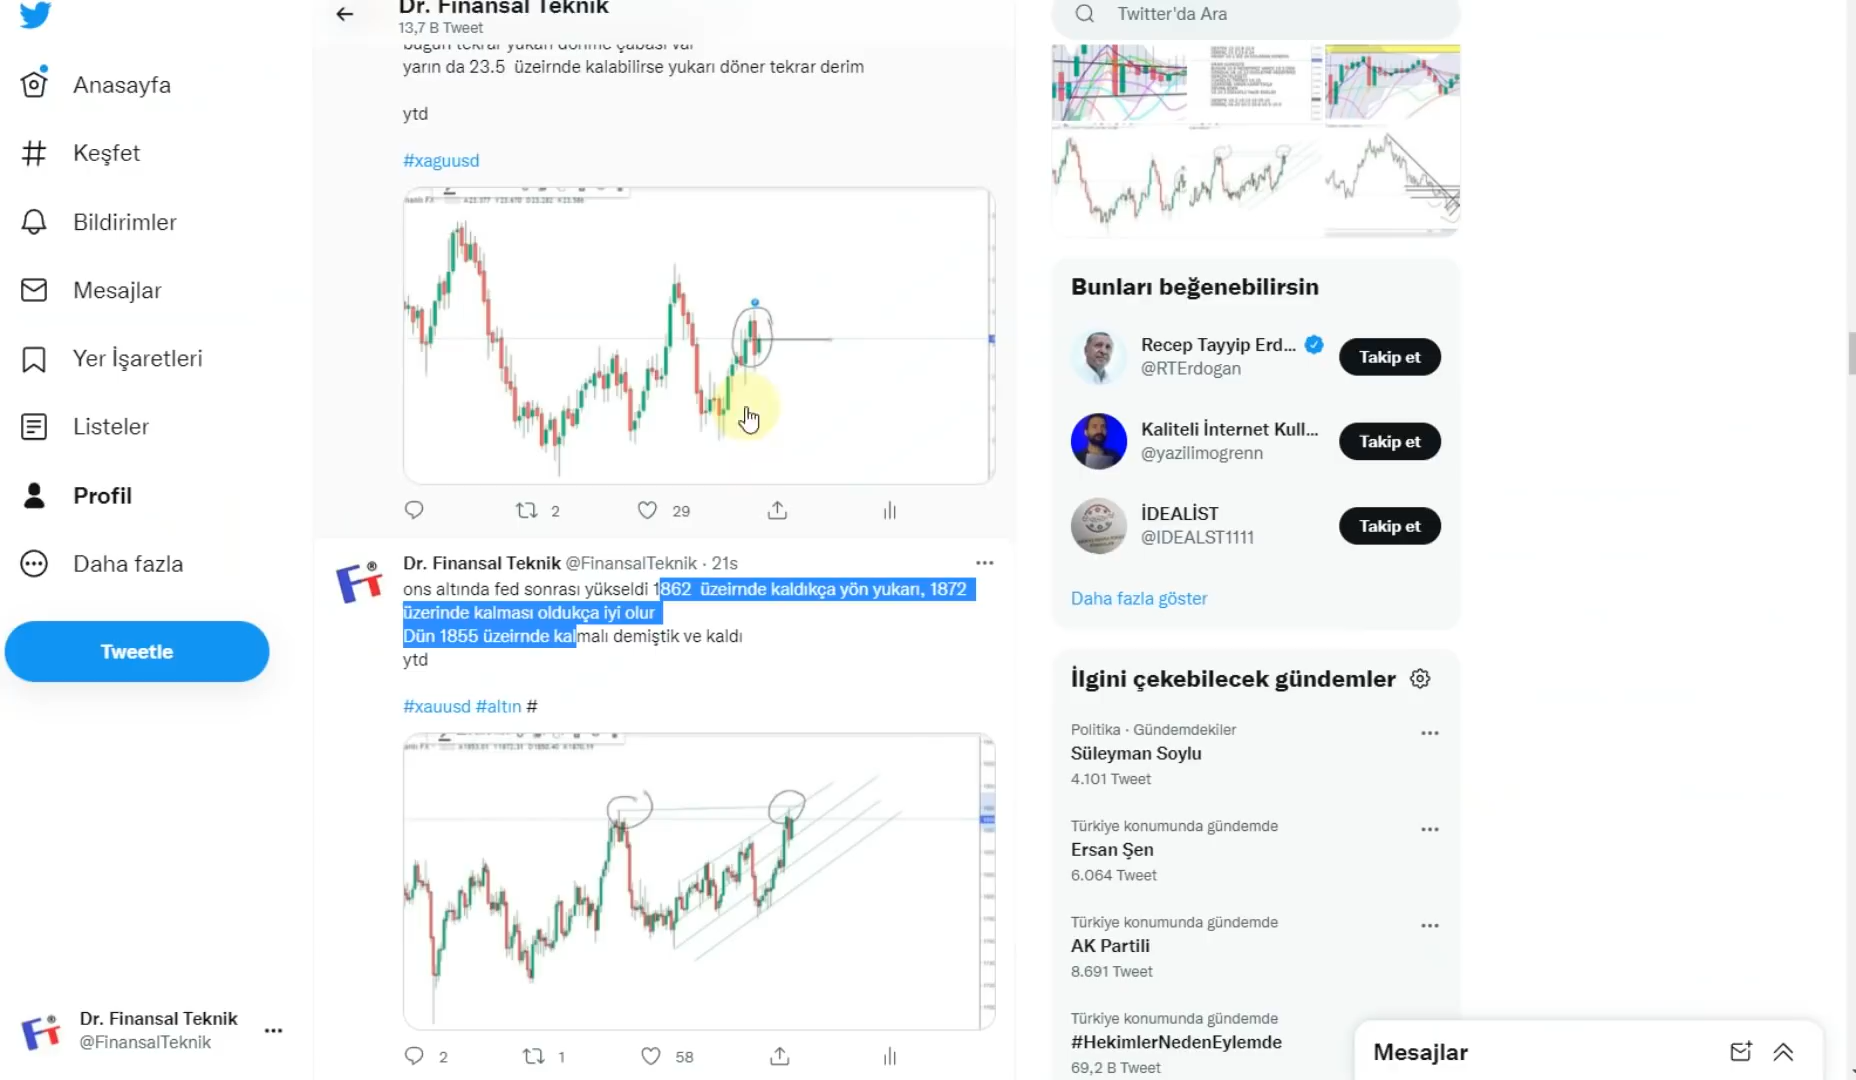 Anasayfa
Keşfet
Bildirimler
Mesajlar
Yer İşaretleri
Listeler
Profil
Daha fazla
Tweetle
Dr. Finansal Teknik
@FinansalTeknik
Dr. Finansal Teknik
13,7 B Tweet
bugün tekrar yukarı dönme çabası var
yarın da 23.5  üzeirnde kalabilirse yukarı döner tekrar derim
ytd
#xaguusd
2
29
Dr. Finansal Teknik @FinansalTeknik · 21s
ons altında fed sonrası yükseldi 1862  üzeirnde kaldıkça yön yukarı, 1872
üzerinde kalması oldukça iyi olur
Dün 1855 üzeirnde kalmalı demiştik ve kaldı
ytd
#xauusd #altın #
2
1
58
Twitter'da Ara
Bunları beğenebilirsin
Recep Tayyip Erd...
@RTErdogan
Takip et
Kaliteli İnternet Kull...
@yazilimogrenn
Takip et
İDEALİST
@IDEALST1111
Takip et
Daha fazla göster
İlgini çekebilecek gündemler
Politika · Gündemdekiler
Süleyman Soylu
4.101 Tweet
Türkiye konumunda gündemde
Ersan Şen
6.064 Tweet
Türkiye konumunda gündemde
AK Partili
8.691 Tweet
Türkiye konumunda gündemde
#HekimlerNedenEylemde
69,2 B Tweet
Mesajlar